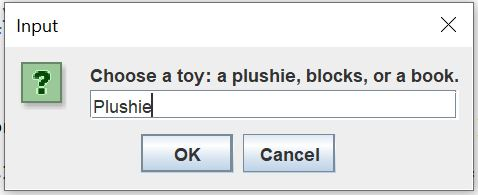 Input
?
Choose a toy: a plushie, blocks, or a book.
Plushie
OK Cancel